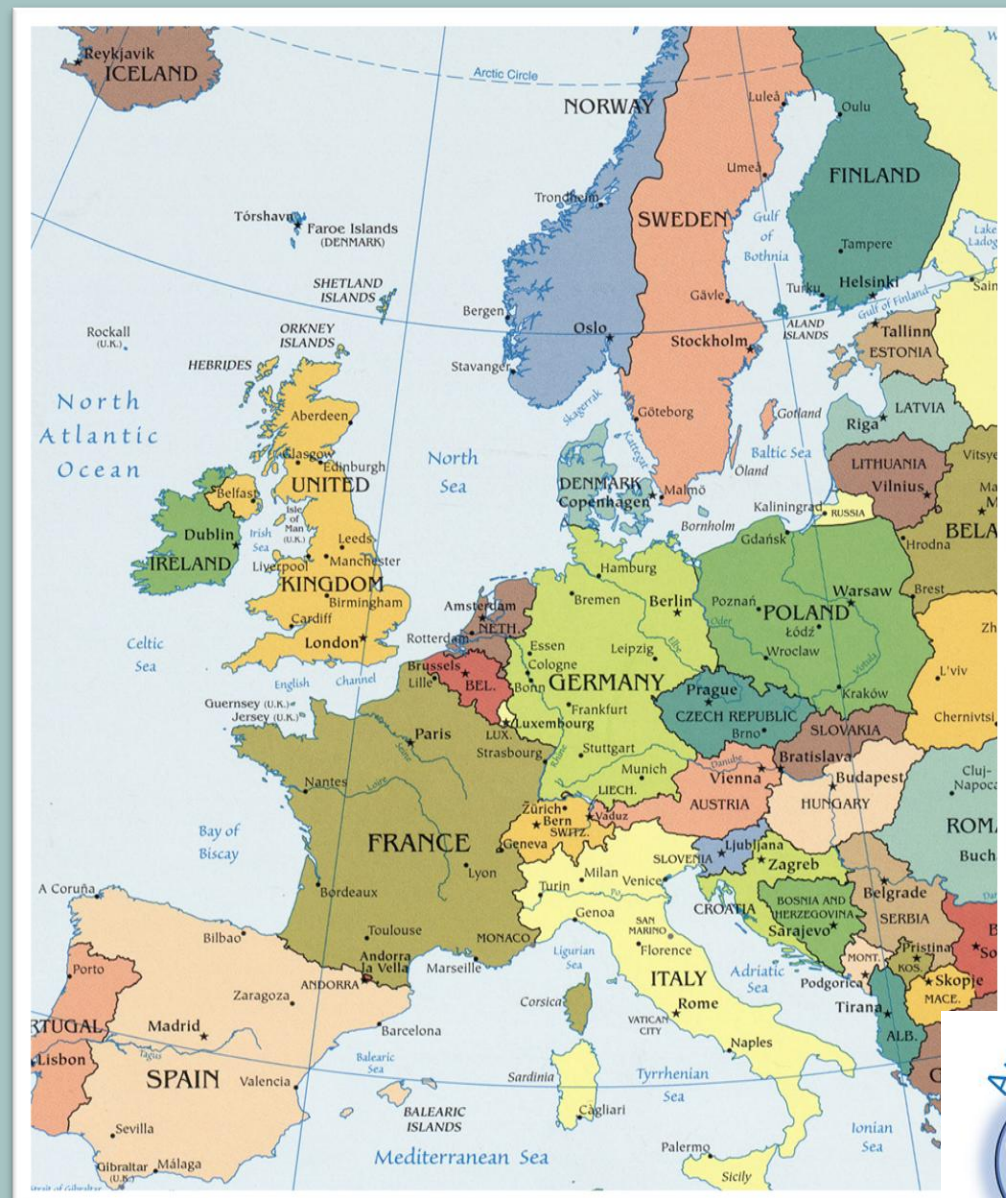 Reykjavik
ICELAND
Arctic Circle
NORWAY
Luleå
Oulu
Umeå
FINLAND
Trondheim
SWEDEN
Tórshavn
Faroe Islands
(DENMARK)
Gulf
of
Bothnia
Lake
Tampere
SHETLAND
ISLANDS
Gävle
Turku
Helsinki
Gulf of Finland
Bergen
Rockall
(U.K.)
ORKNEY
ISLANDS
Oslo
Stockholm
ALAND
ISLANDS
Tallinn
ESTONIA
HEBRIDES
Stavanger
North
Atlantic
Ocean
Aberdeen
Skagerrak
Göteborg
Gotland
LATVIA
Riga
Kattegat
Glasgow
Edinburgh
North
Sea
Baltic Sea
Öland
LITHUANIA
Vilnius
UNITED
KINGDOM
DENMARK
Copenhagen
Malmö
Belfast
Isle
of
Man
(U.K.)
Irish
Sea
Dublin
IRELAND
Leeds
Liverpool
Manchester
Birmingham
Bornholm
Kaliningrad
RUSSIA
Gdańsk
Hrodna
Hamburg
Bremen
Berlin
Poznań
Warsaw
Brest
Amsterdam
NETH.
POLAND
Łódź
Cardiff
London
Rotterdam
Oder
Celtic
Sea
Essen
Leipzig
Wroclaw
Vistula
Brussels
Cologne
L'viv
English Channel
Lille
BEL.
Bonn
GERMANY
Prague
Kraków
Guernsey (U.K.)
Jersey (U.K.)
Frankfurt
CZECH REPUBLIC
Luxembourg
LUX.
Brno
SLOVAKIA
Chernivtsi
Paris
Seine
Strasbourg
Stuttgart
Danube
Bratislava
Rhine
Munich
Vienna
Budapest
Nantes
Loire
LIECH.
AUSTRIA
HUNGARY
Cluj-
Napoca
Zürich
Bern
SWITZ.
Vaduz
Bay of
Biscay
FRANCE
Geneva
SLOVENIA
Ljubljana
Zagreb
Lyon
Milan
Venice
A Coruña
Bordeaux
Turin
Po
CROATIA
BOSNIA AND
HERZEGOVINA
Sarajevo
Belgrade
SERBIA
Genoa
SAN
MARINO
Bilbao
Toulouse
MONACO
Florence
Andorra
la Vella
Marseille
Ligurian
Sea
MONT.
Pristina
KOS.
Porto
ANDORRA
ITALY
Adriatic
Sea
Podgorica
Skopje
MACE.
Zaragoza
Corsica
Rome
VATICAN
CITY
Tirana
ALB.
Madrid
Barcelona
Lisbon
Tagus
Naples
Balearic
Sea
SPAIN
Valencia
Sardinia
Tyrrhenian
Sea
BALEARIC
ISLANDS
Cagliari
Sevilla
Ionian
Sea
Gibraltar
(U.K.)
Málaga
Mediterranean Sea
Palermo
Sicily